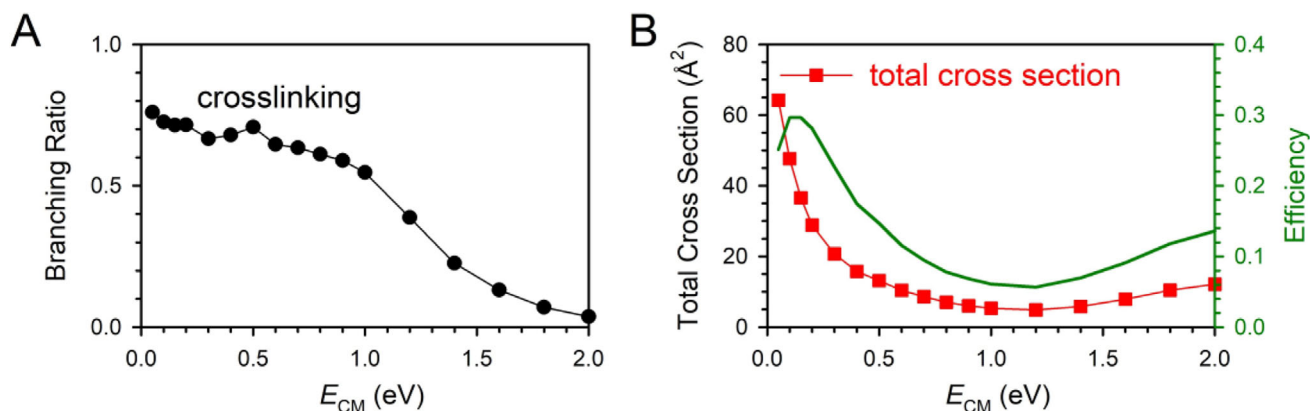 A
B
1.0
0.5
0.0
Branching Ratio
crosslinking
0.0 0.5 1.0 1.5 2.0
E_CM (eV)
80
60
40
20
0
Total Cross Section (Å²)
total cross section
0.4
0.3
0.2
0.1
0.0
Efficiency
0.0 0.5 1.0 1.5 2.0
E_CM (eV)